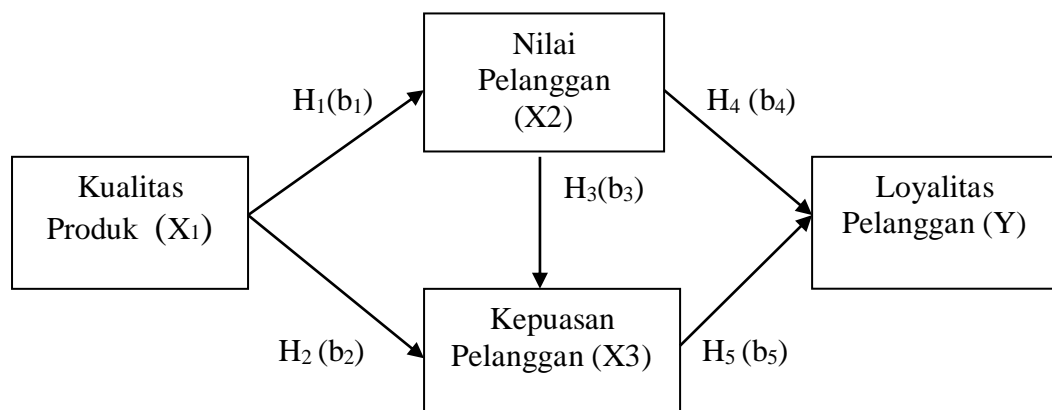 Nilai
Pelanggan
(X2)
H₁(b₁)
H₄ (b₄)
Kualitas
Produk (X₁)
H₃(b₃)
Loyalitas
Pelanggan (Y)
Kepuasan
Pelanggan (X3)
H₂ (b₂)
H₅ (b₅)